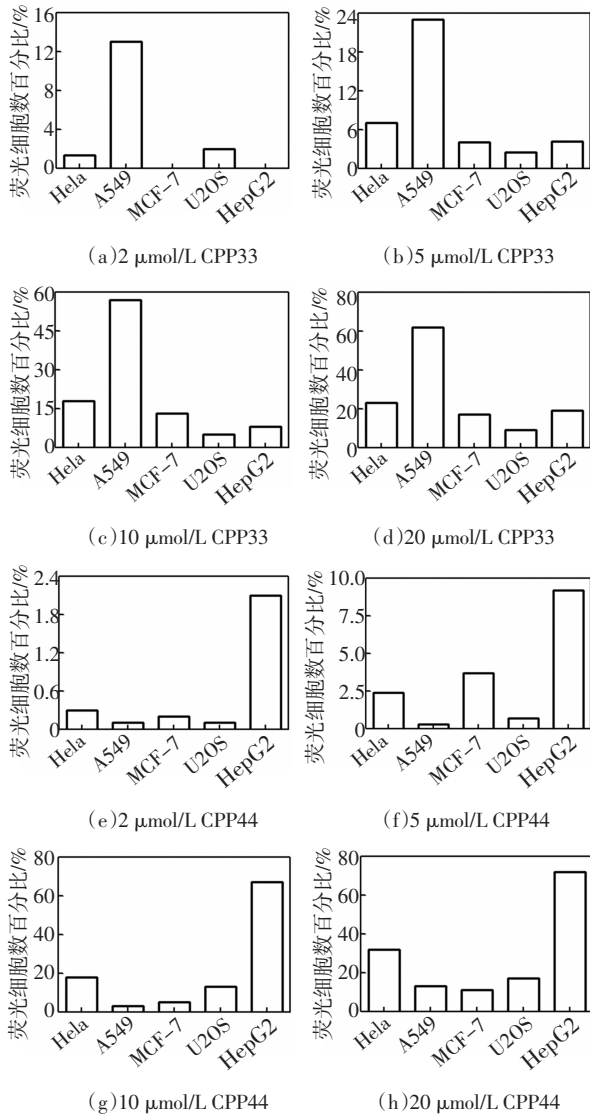 荧光细胞数百分比/%
16
12
8
4
0
Hela A549 MCF-7 U2OS HepG2
(a)2 μmol/L CPP33
荧光细胞数百分比/%
24
18
12
6
0
Hela A549 MCF-7 U2OS HepG2
(b)5 μmol/L CPP33
荧光细胞数百分比/%
60
45
30
15
0
Hela A549 MCF-7 U2OS HepG2
(c)10 μmol/L CPP33
荧光细胞数百分比/%
80
60
40
20
0
Hela A549 MCF-7 U2OS HepG2
(d)20 μmol/L CPP33
荧光细胞数百分比/%
2.4
1.8
1.2
0.6
0
Hela A549 MCF-7 U2OS HepG2
(e)2 μmol/L CPP44
荧光细胞数百分比/%
10.0
7.5
5.0
2.5
0
Hela A549 MCF-7 U2OS HepG2
(f)5 μmol/L CPP44
荧光细胞数百分比/%
80
60
40
20
0
Hela A549 MCF-7 U2OS HepG2
(g)10 μmol/L CPP44
荧光细胞数百分比/%
80
60
40
20
0
Hela A549 MCF-7 U2OS HepG2
(h)20 μmol/L CPP44